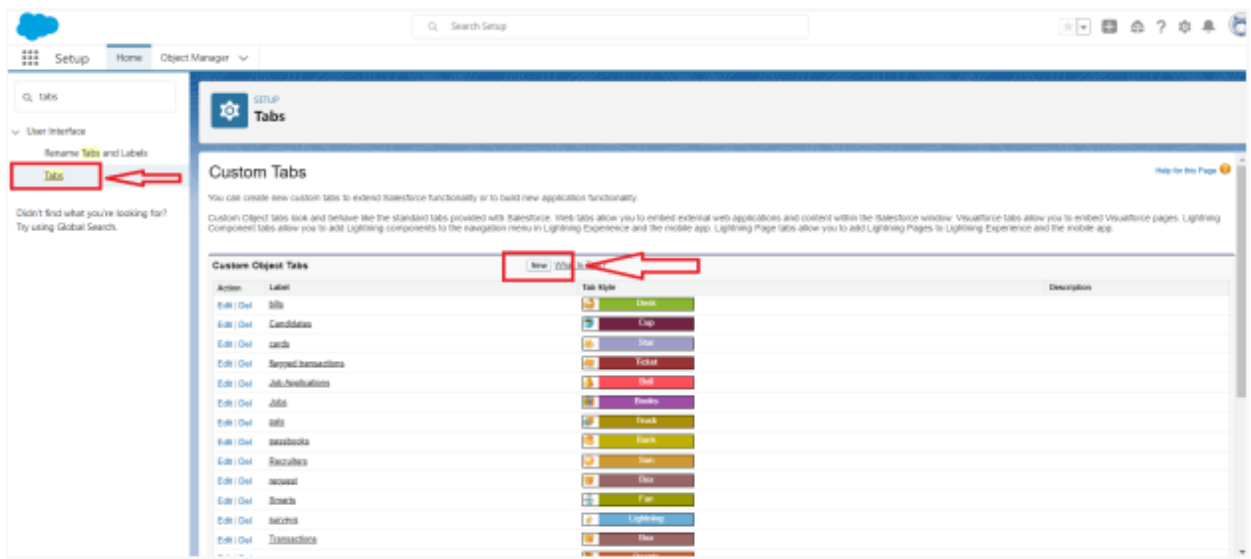 Search Setup
Setup Home Object Manager
tabs
User Interface
Rename Tabs and Labels
Tabs
Didn't find what you're looking for?
Try using Global Search.
SETUP
Tabs
Custom Tabs
Help for this Page
You can create new custom tabs to extend Salesforce functionality or to build new application functionality.
Custom Object tabs look and behave like the standard tabs provided with Salesforce. Web tabs allow you to embed external web applications and content within the Salesforce window. Visualforce tabs allow you to embed Visualforce pages. Lightning
Component tabs allow you to add Lightning components to the navigation menu in Lightning Experience and the mobile app. Lightning Page tabs allow you to add Lightning Pages to Lightning Experience and the mobile app.
Custom Object Tabs New
Action Label Tab Style Description
Edit | Del bills Desk
Edit | Del Candidates Cup
Edit | Del cards Star
Edit | Del flagged transactions Ticket
Edit | Del Job Applications Bell
Edit | Del Jobs Books
Edit | Del Truck
Edit | Del passbooks Bank
Edit | Del Recruiters Sun
Edit | Del request Box
Edit | Del Fan
Edit | Del Lightning
Edit | Del Transactions Box